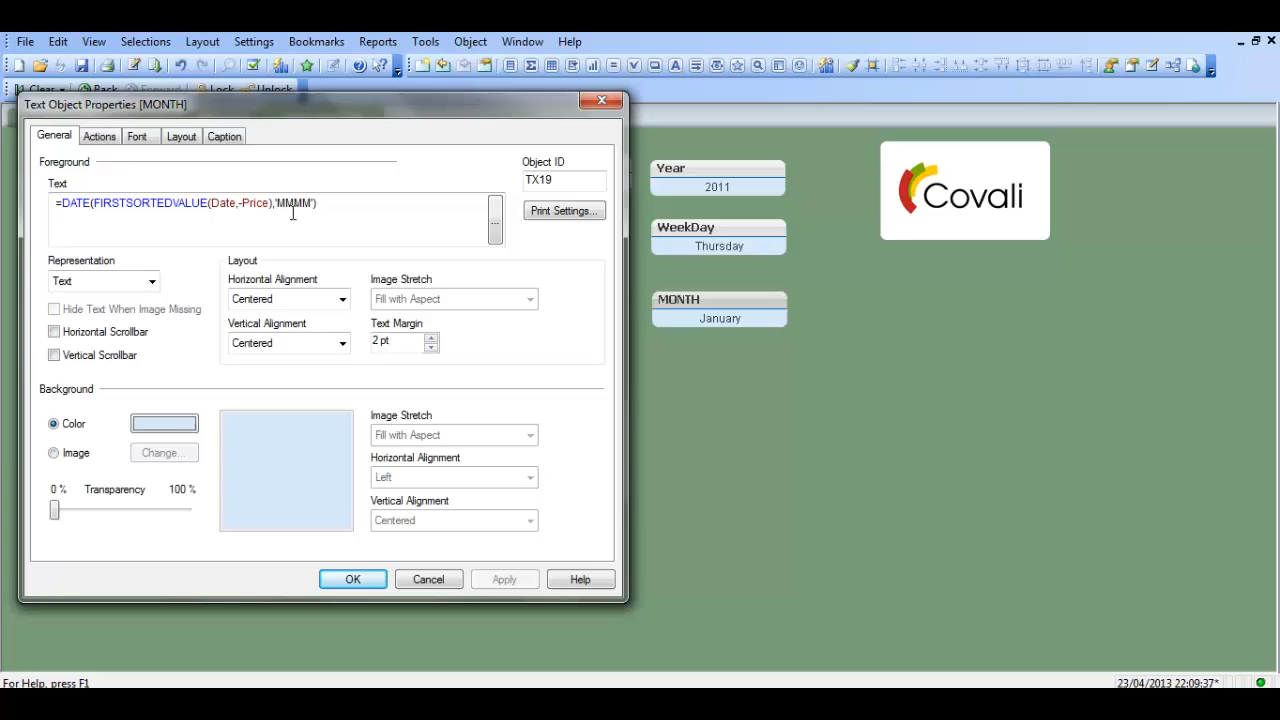 File Edit View Selections Layout Settings Bookmarks Reports Tools Object Window Help
Clear Back Forward Lock Unlock
Text Object Properties [MONTH]
General Actions Font Layout Caption
Foreground
Object ID
Text
TX19
=DATE(FIRSTSORTEDVALUE(Date,-Price),'MMMM')
Print Settings...
Representation
Text
Layout
Horizontal Alignment
Image Stretch
Centered
Fill with Aspect
Hide Text When Image Missing
Horizontal Scrollbar
Vertical Scrollbar
Vertical Alignment
Text Margin
Centered
2 pt
Background
Color
Image
Change...
0 % Transparency 100 %
Image Stretch
Fill with Aspect
Horizontal Alignment
Left
Vertical Alignment
Centered
OK Cancel Apply Help
Year
2011
WeekDay
Thursday
MONTH
January
Covali
For Help, press F1
23/04/2013 22:09:37*